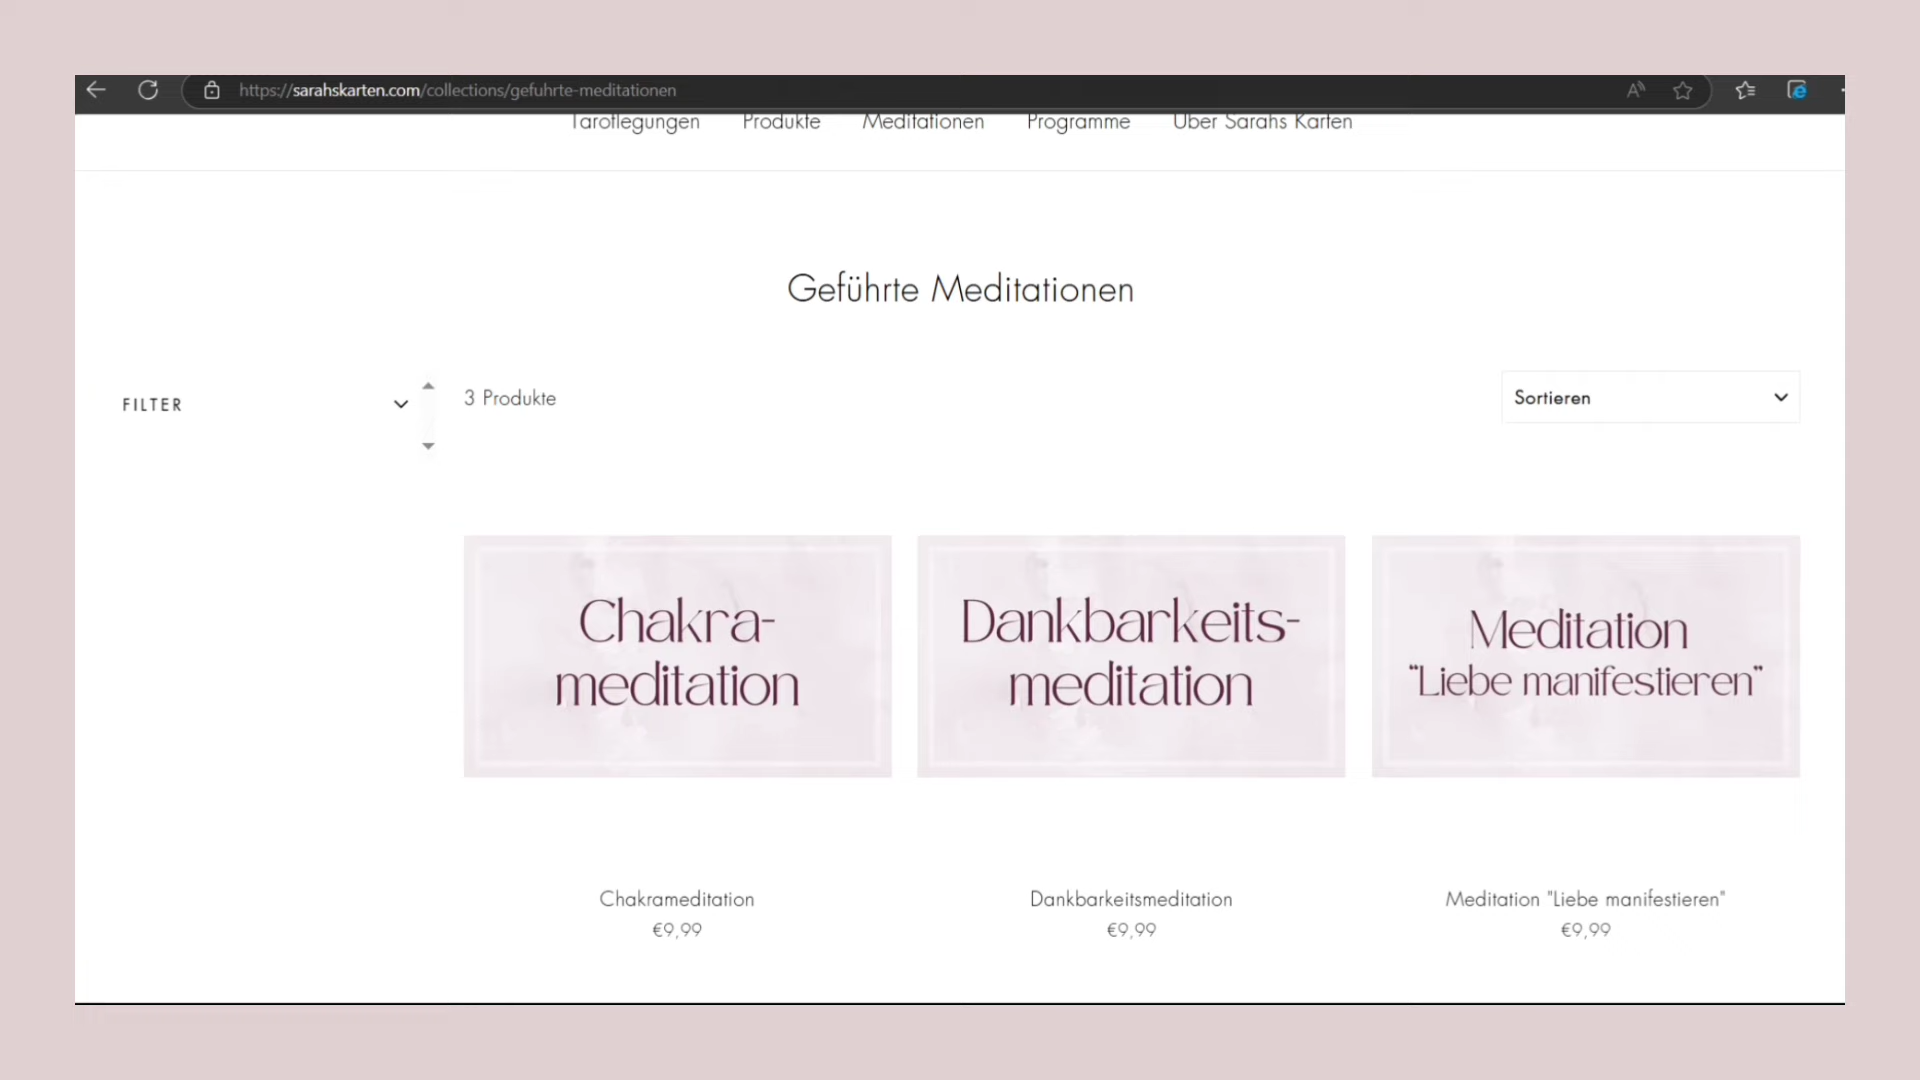 https://sarahskarten.com/collections/gefuhrte-meditationen
Tarotlegungen Produkte Meditationen Programme Über Sarahs Karten
Geführte Meditationen
FILTER
3 Produkte
Sortieren
Chakra-
meditation
Dankbarkeits-
meditation
Meditation
“Liebe manifestieren”
Chakrameditation
€9,99
Dankbarkeitsmeditation
€9,99
Meditation "Liebe manifestieren"
€9,99